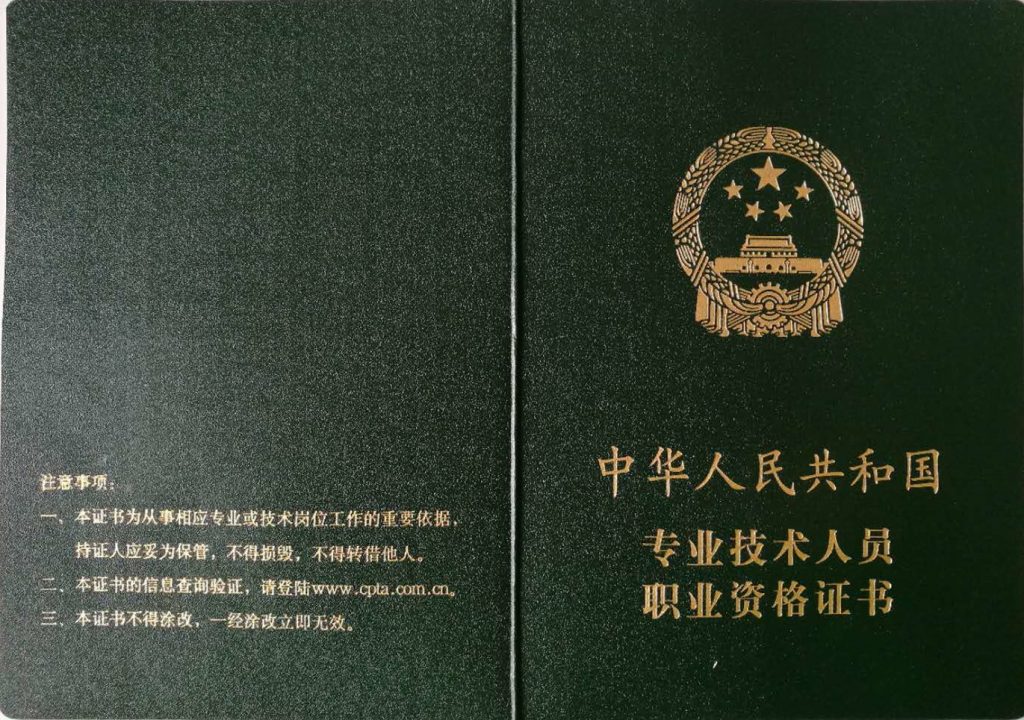 注意事项：
一、本证书为从事相应专业或技术岗位工作的重要依据，
持证人应妥为保管，不得损毁，不得转借他人。
二、本证书的信息查询验证，请登陆www.cpta.com.cn。
三、本证书不得涂改，一经涂改立即无效。
中华人民共和国
专业技术人员
职业资格证书